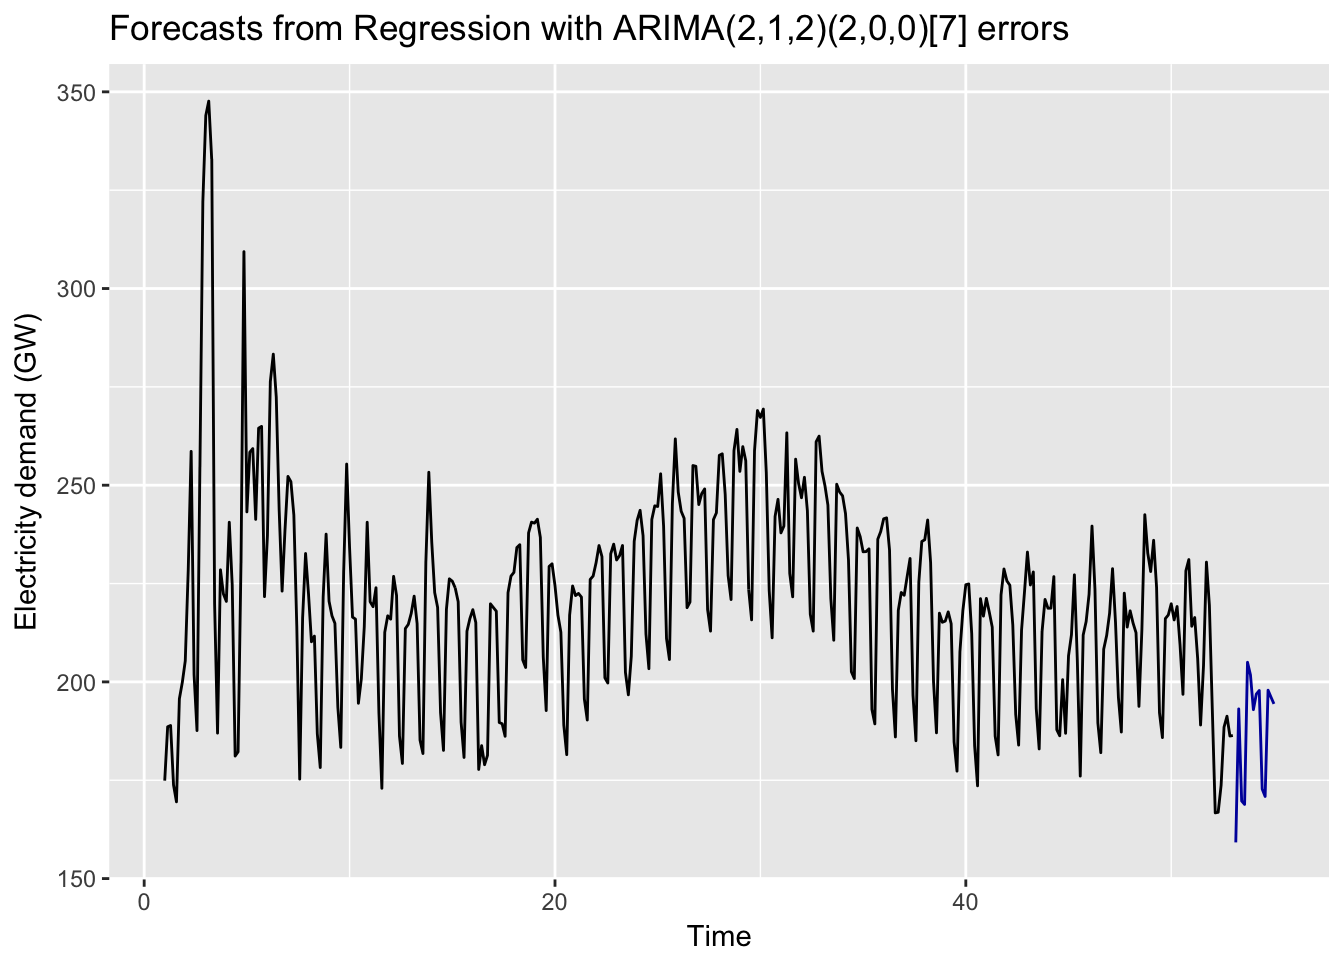 Forecasts from Regression with ARIMA(2,1,2)(2,0,0)[7] errors
350
300
250
200
150
Electricity demand (GW)
0
20
40
Time